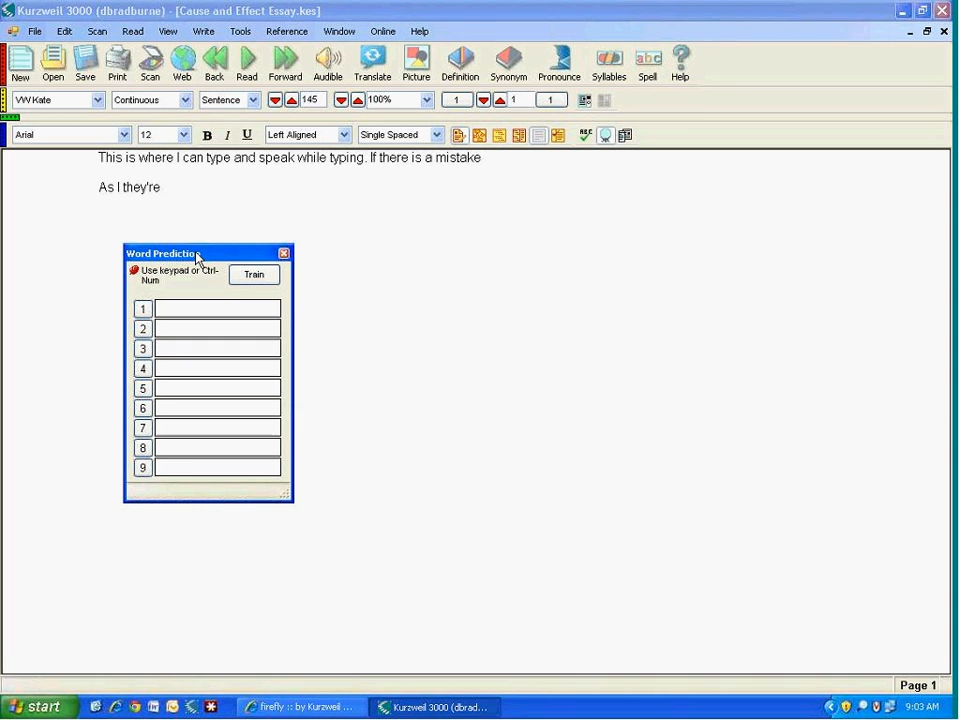 Kurzweil 3000 (dbradburne) - [Cause and Effect Essay.kes]
File Edit Scan Read View Write Tools Reference Window Online Help
New Open Save Print Scan Web Back Read Forward Audible Translate Picture Definition Synonym Pronounce Syllables Spell Help
VW Kate Continuous Sentence 145 100% 1 1 1
Arial 12 B I U Left Aligned Single Spaced ABC
This is where I can type and speak while typing. If there is a mistake
As I they're
Word Prediction
Use keypad or Ctrl-
Num
Train
1
2
3
4
5
6
7
8
9
Page 1
start firefly :: by Kurzweil ... Kurzweil 3000 (dbrad... 9:03 AM